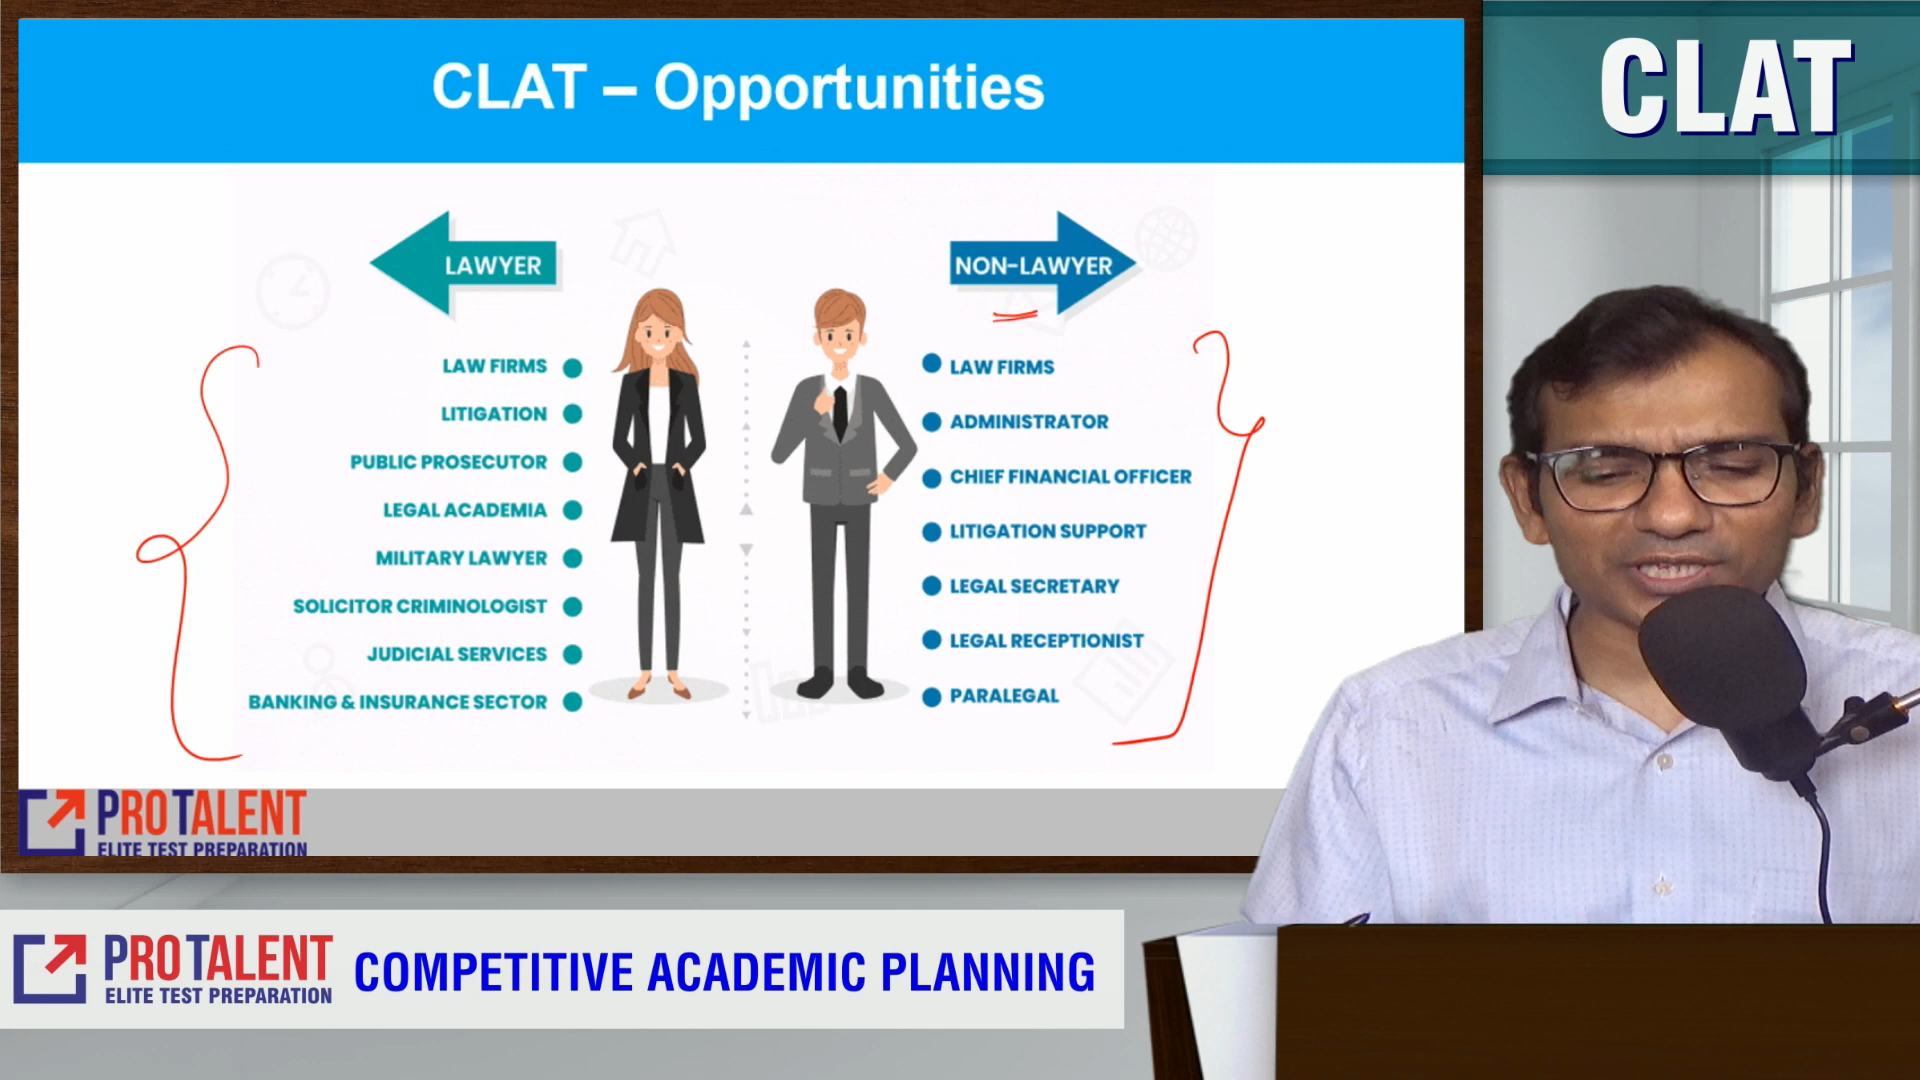 CLAT – Opportunities
CLAT
LAWYER
NON-LAWYER
LAW FIRMS
LITIGATION
PUBLIC PROSECUTOR
LEGAL ACADEMIA
MILITARY LAWYER
SOLICITOR CRIMINOLOGIST
JUDICIAL SERVICES
BANKING & INSURANCE SECTOR
LAW FIRMS
ADMINISTRATOR
CHIEF FINANCIAL OFFICER
LITIGATION SUPPORT
LEGAL SECRETARY
LEGAL RECEPTIONIST
PARALEGAL
PROTALENT
ELITE TEST PREPARATION
PROTALENT
ELITE TEST PREPARATION
COMPETITIVE ACADEMIC PLANNING